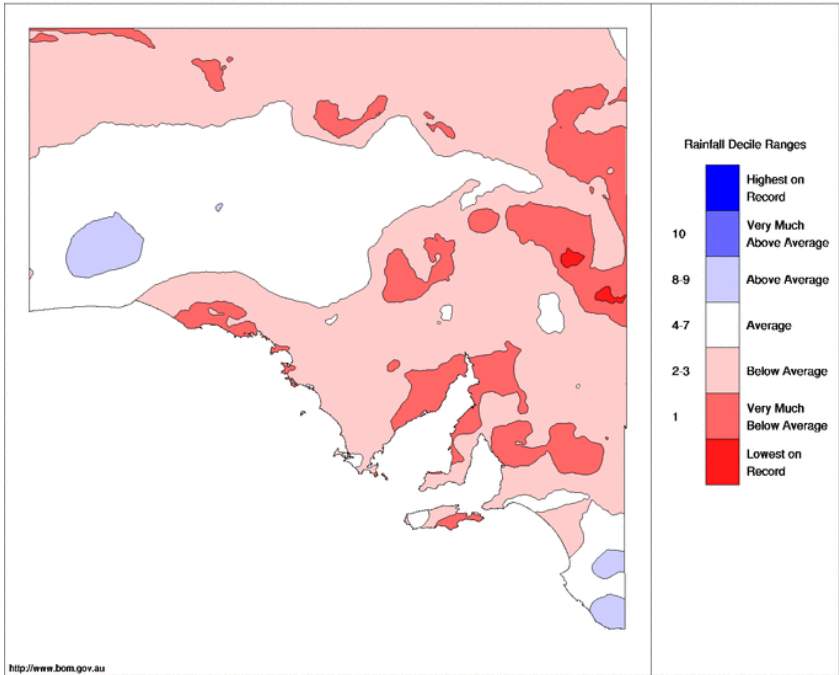 Rainfall Decile Ranges
Highest on
Record
10
Very Much
Above Average
8-9
Above Average
4-7
Average
2-3
Below Average
1
Very Much
Below Average
Lowest on
Record
http://www.bom.gov.au